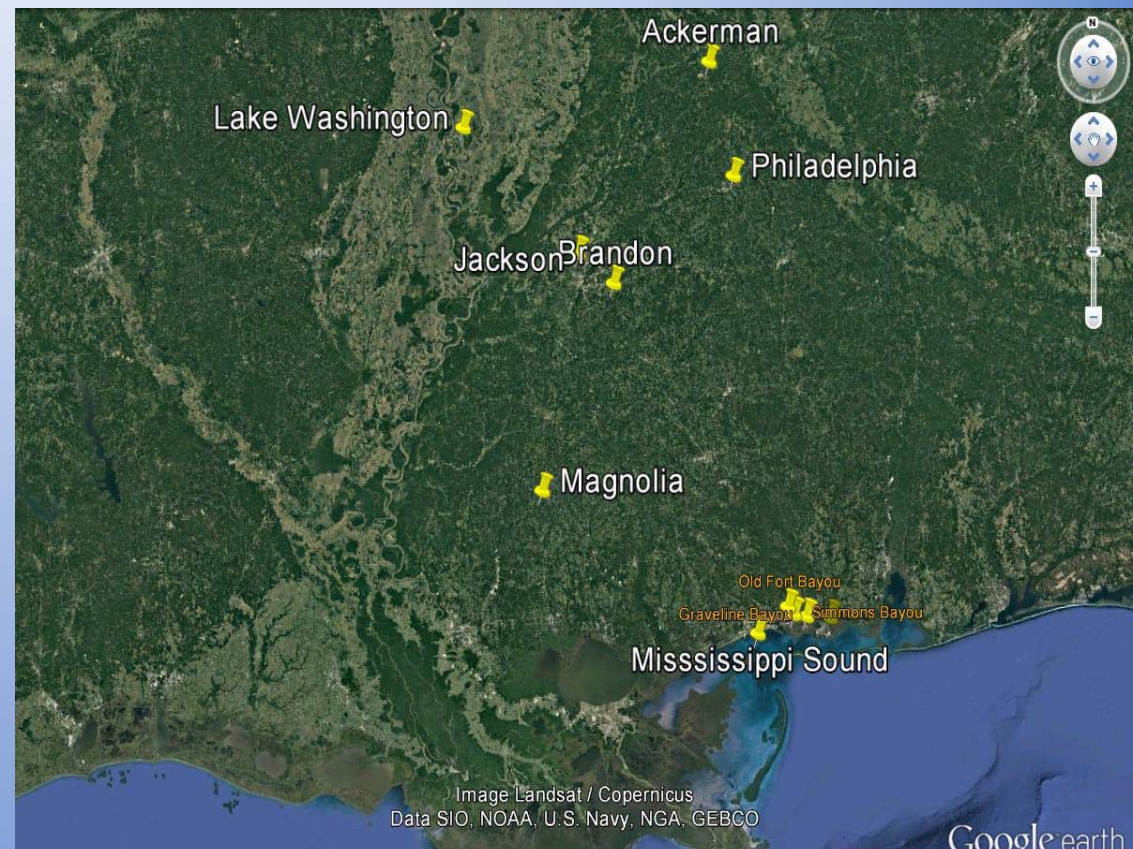 Ackerman
N
Lake Washington
Philadelphia
Jackson
Brandon
Magnolia
Old Fort Bayou
Graveline Bayou
Simmons Bayou
Misssissippi Sound
Image Landsat / Copernicus
Data SIO, NOAA, U.S. Navy, NGA, GEBCO
Google earth